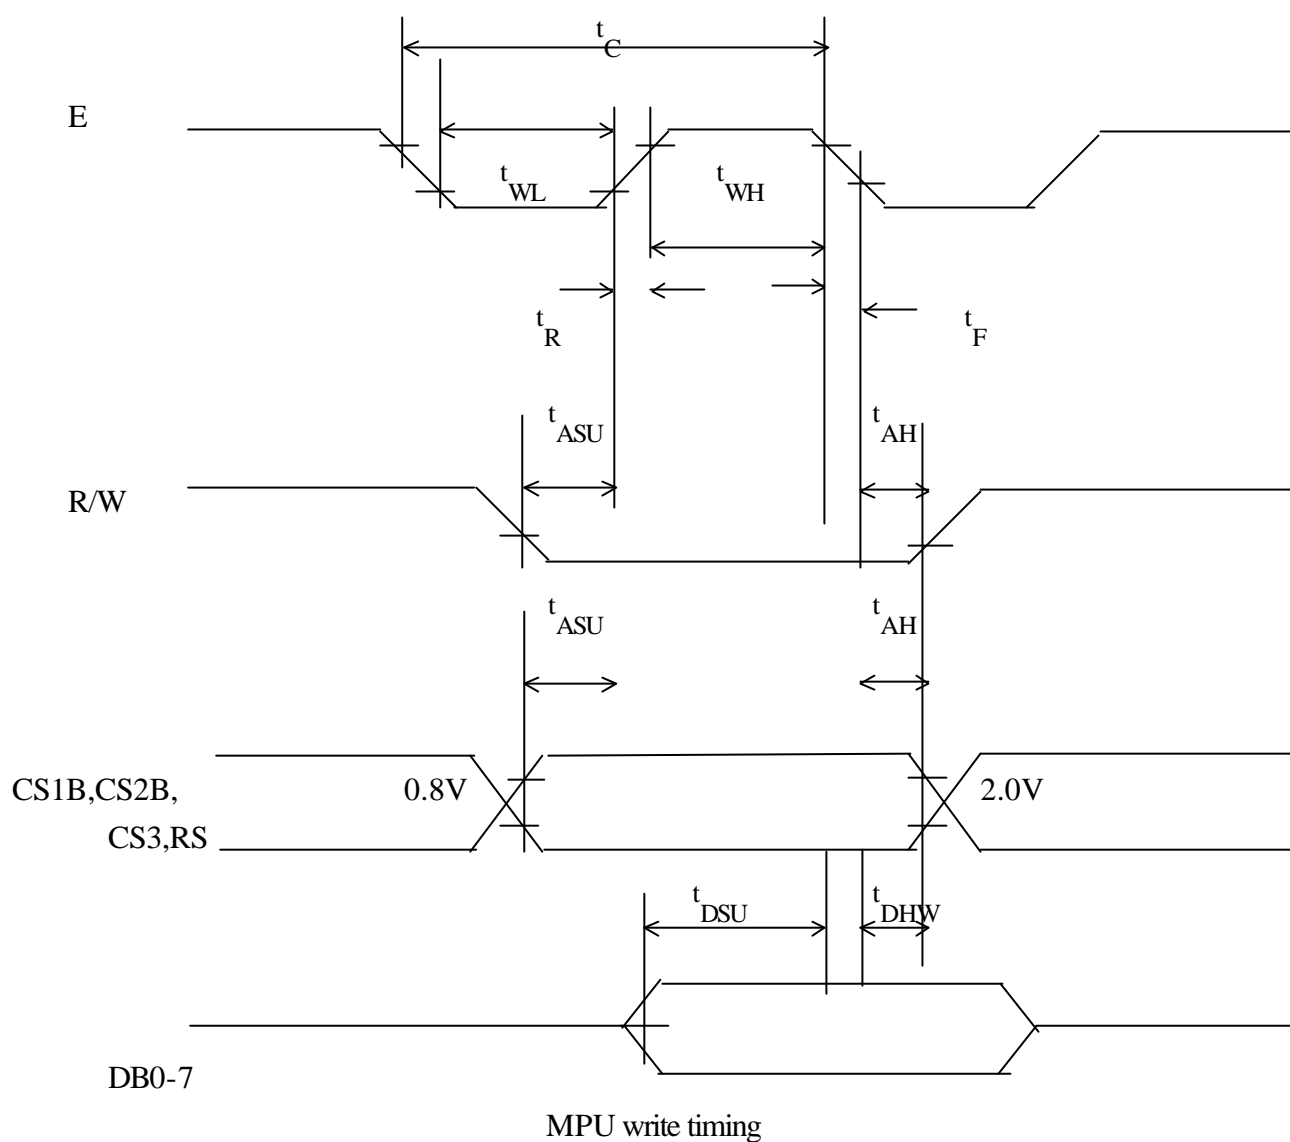 tC
E
tWL
tWH
tR
tF
tASU
tAH
R/W
tASU
tAH
CS1B,CS2B,
0.8V
2.0V
CS3,RS
tDSU
tDHW
DB0-7
MPU write timing